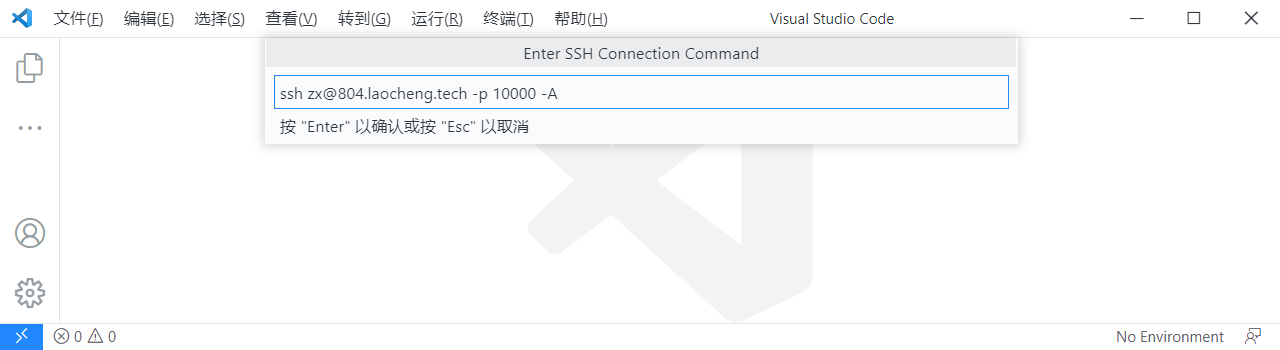 文件(F) 编辑(E) 选择(S) 查看(V) 转到(G) 运行(R) 终端(T) 帮助(H) Visual Studio Code
Enter SSH Connection Command
ssh zx@804.laocheng.tech -p 10000 -A
按 "Enter" 以确认或按 "Esc" 以取消
0 0 No Environment